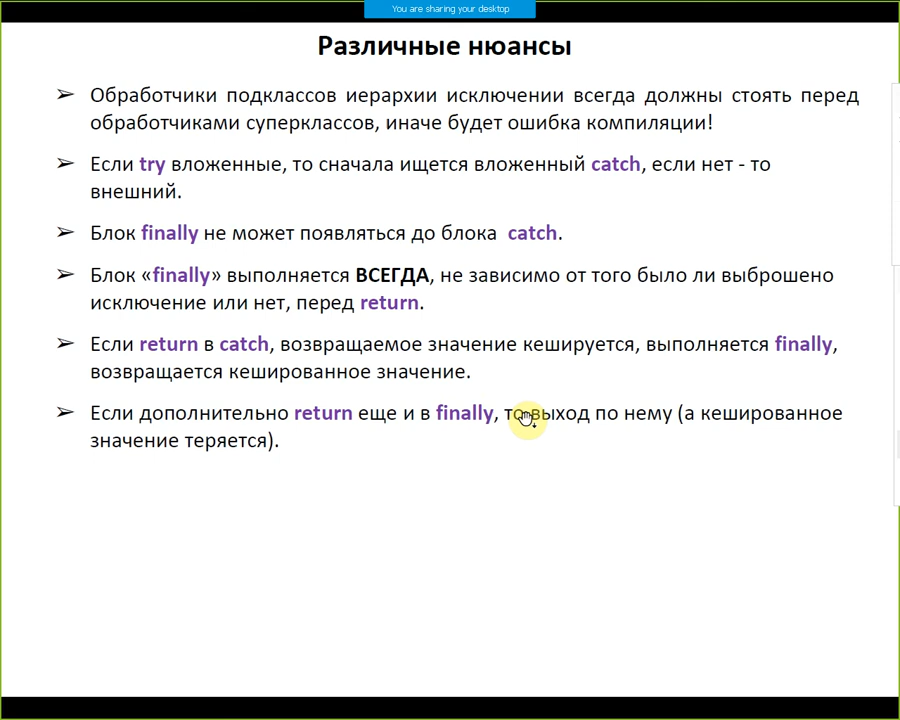 You are sharing your desktop
Различные нюансы
➢ Обработчики подклассов иерархии исключении всегда должны стоять перед
обработчиками суперклассов, иначе будет ошибка компиляции!
➢ Если try вложенные, то сначала ищется вложенный catch, если нет - то
внешний.
➢ Блок finally не может появляться до блока catch.
➢ Блок «finally» выполняется ВСЕГДА, не зависимо от того было ли выброшено
исключение или нет, перед return.
➢ Если return в catch, возвращаемое значение кешируется, выполняется finally,
возвращается кешированное значение.
➢ Если дополнительно return еще и в finally, то выход по нему (а кешированное
значение теряется).